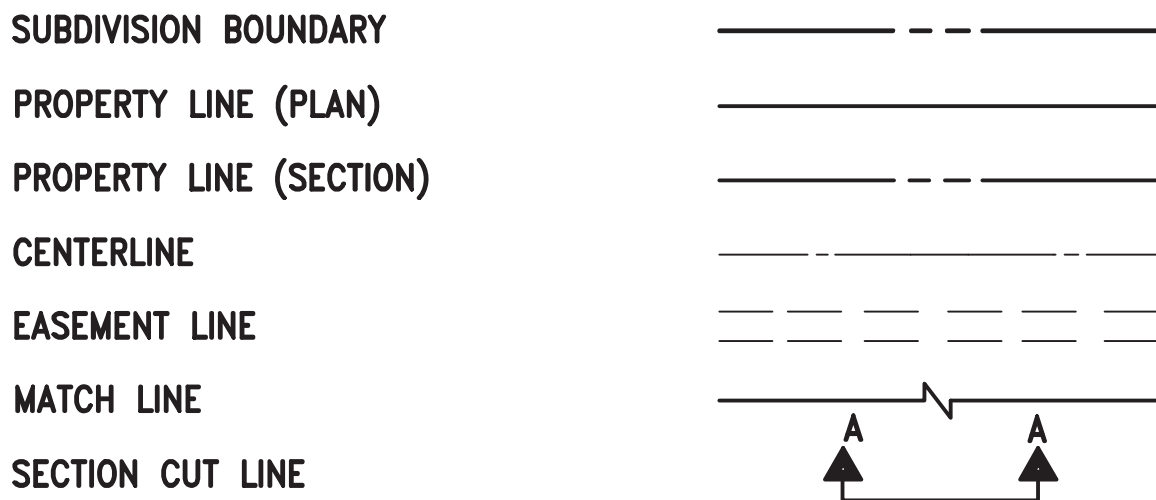 SUBDIVISION BOUNDARY
PROPERTY LINE (PLAN)
PROPERTY LINE (SECTION)
CENTERLINE
EASEMENT LINE
MATCH LINE
A A
SECTION CUT LINE